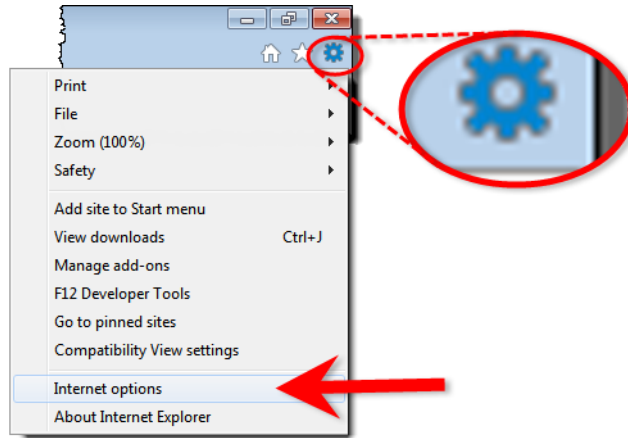 Print
File
Zoom (100%)
Safety
Add site to Start menu
View downloads Ctrl+J
Manage add-ons
F12 Developer Tools
Go to pinned sites
Compatibility View settings
Internet options
About Internet Explorer